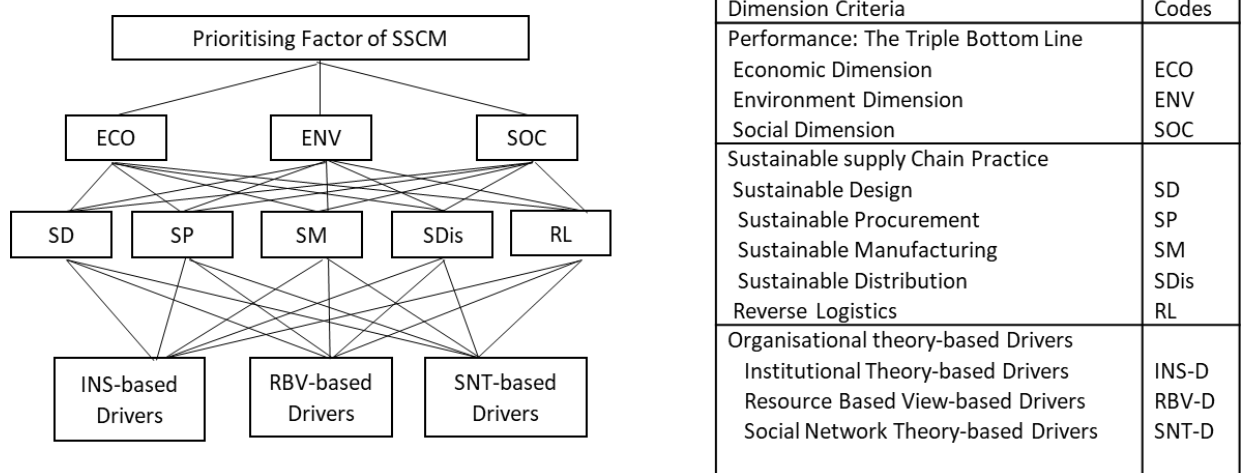 Prioritising Factor of SSCM
ECO
ENV
SOC
SD
SP
SM
SDis
RL
INS-based
Drivers
RBV-based
Drivers
SNT-based
Drivers
Dimension Criteria Codes
Performance: The Triple Bottom Line
Economic Dimension ECO
Environment Dimension ENV
Social Dimension SOC
Sustainable supply Chain Practice
Sustainable Design SD
Sustainable Procurement SP
Sustainable Manufacturing SM
Sustainable Distribution SDis
Reverse Logistics RL
Organisational theory-based Drivers
Institutional Theory-based Drivers INS-D
Resource Based View-based Drivers RBV-D
Social Network Theory-based Drivers SNT-D